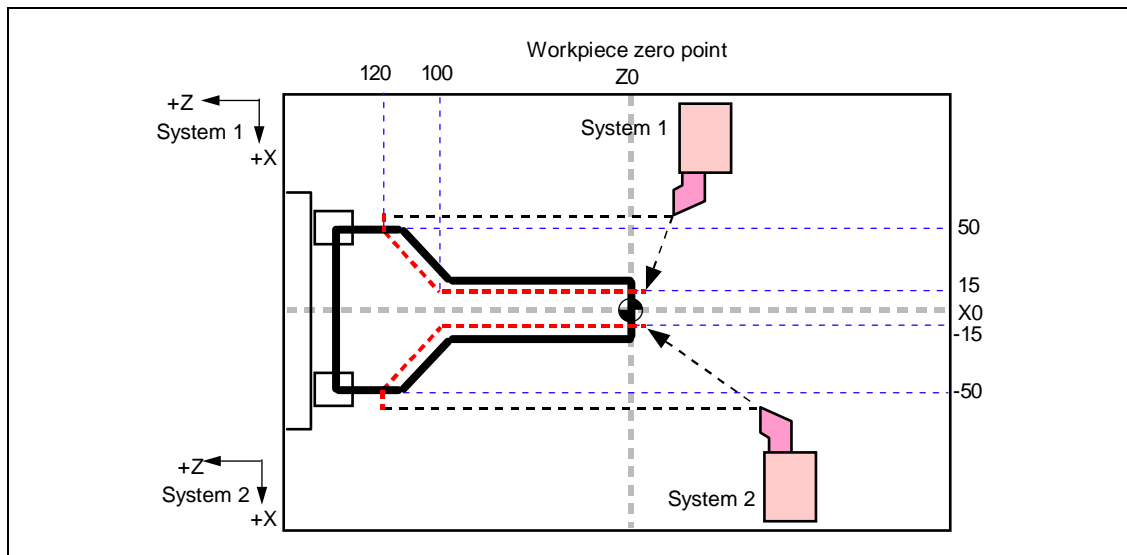 Workpiece zero point
120
100
Z0
+Z
System 1
+X
System 1
50
15
X0
-15
-50
+Z
System 2
+X
System 2